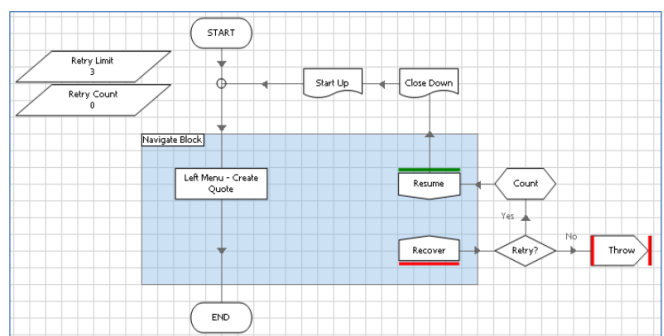 START
Retry Limit
3
Retry Count
0
Start Up
Close Down
Navigate Block
Left Menu - Create
Quote
Resume
Count
Yes
Recover
Retry?
No
Throw
END